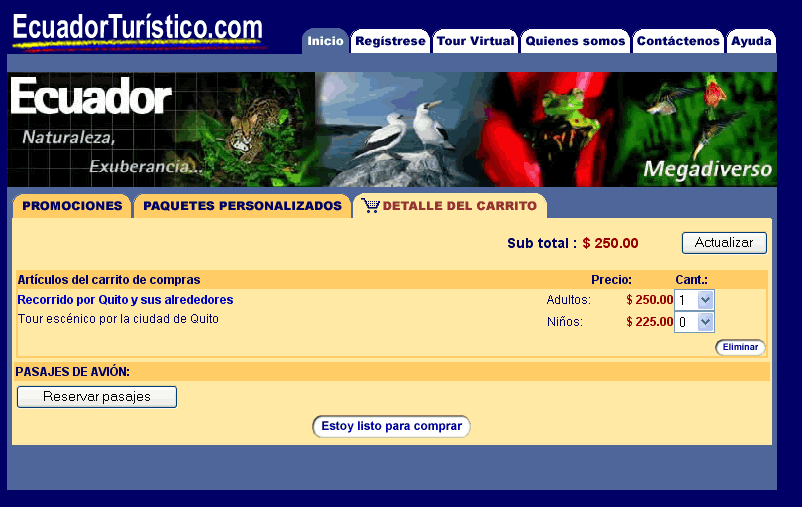 EcuadorTurístico.com
Inicio Regístrese Tour Virtual Quienes somos Contáctenos Ayuda
Ecuador
Naturaleza,
Exuberancia...
Megadiverso
PROMOCIONES PAQUETES PERSONALIZADOS DETALLE DEL CARRITO
Sub total : $ 250.00 Actualizar
Artículos del carrito de compras Precio: Cant.:
Recorrido por Quito y sus alrededores Adultos: $ 250.00 1
Tour escénico por la ciudad de Quito Niños: $ 225.00 0
Eliminar
PASAJES DE AVIÓN:
Reservar pasajes
Estoy listo para comprar